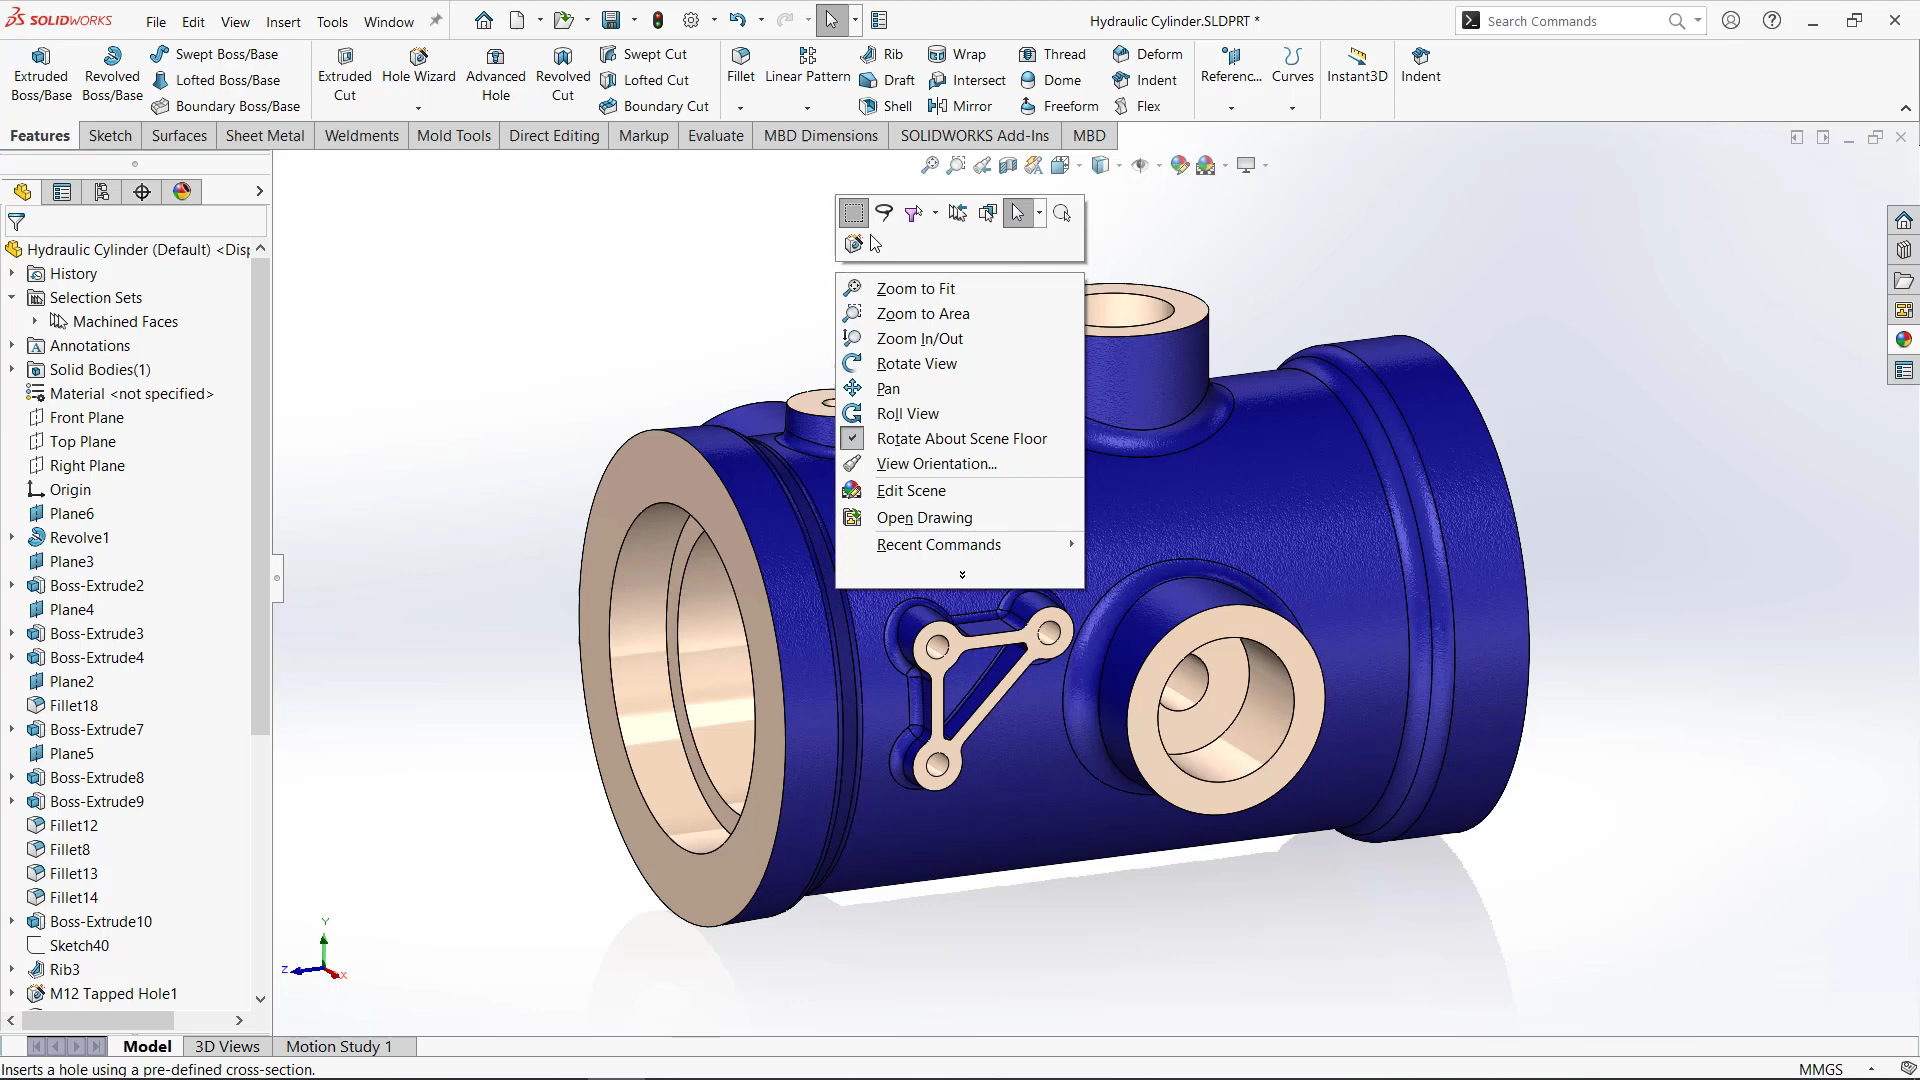 SOLIDWORKS File Edit View Insert Tools Window Hydraulic Cylinder.SLDPRT * Search Commands
Extruded Boss/Base
Revolved Boss/Base
Swept Boss/Base
Lofted Boss/Base
Boundary Boss/Base
Extruded Cut
Hole Wizard
Advanced Hole
Revolved Cut
Swept Cut
Lofted Cut
Boundary Cut
Fillet
Linear Pattern
Rib
Draft
Shell
Wrap
Intersect
Mirror
Thread
Dome
Freeform
Deform
Indent
Flex
Referenc...
Curves
Instant3D
Indent
Features Sketch Surfaces Sheet Metal Weldments Mold Tools Direct Editing Markup Evaluate MBD Dimensions SOLIDWORKS Add-Ins MBD
Hydraulic Cylinder (Default) <Disp
History
Selection Sets
Machined Faces
Annotations
Solid Bodies(1)
Material <not specified>
Front Plane
Top Plane
Right Plane
Origin
Plane6
Revolve1
Plane3
Boss-Extrude2
Plane4
Boss-Extrude3
Boss-Extrude4
Plane2
Fillet18
Boss-Extrude7
Plane5
Boss-Extrude8
Boss-Extrude9
Fillet12
Fillet8
Fillet13
Fillet14
Boss-Extrude10
Sketch40
Rib3
M12 Tapped Hole1
Zoom to Fit
Zoom to Area
Zoom In/Out
Rotate View
Pan
Roll View
Rotate About Scene Floor
View Orientation...
Edit Scene
Open Drawing
Recent Commands
Y
Z
X
Model 3D Views Motion Study 1
Inserts a hole using a pre-defined cross-section. MMGS